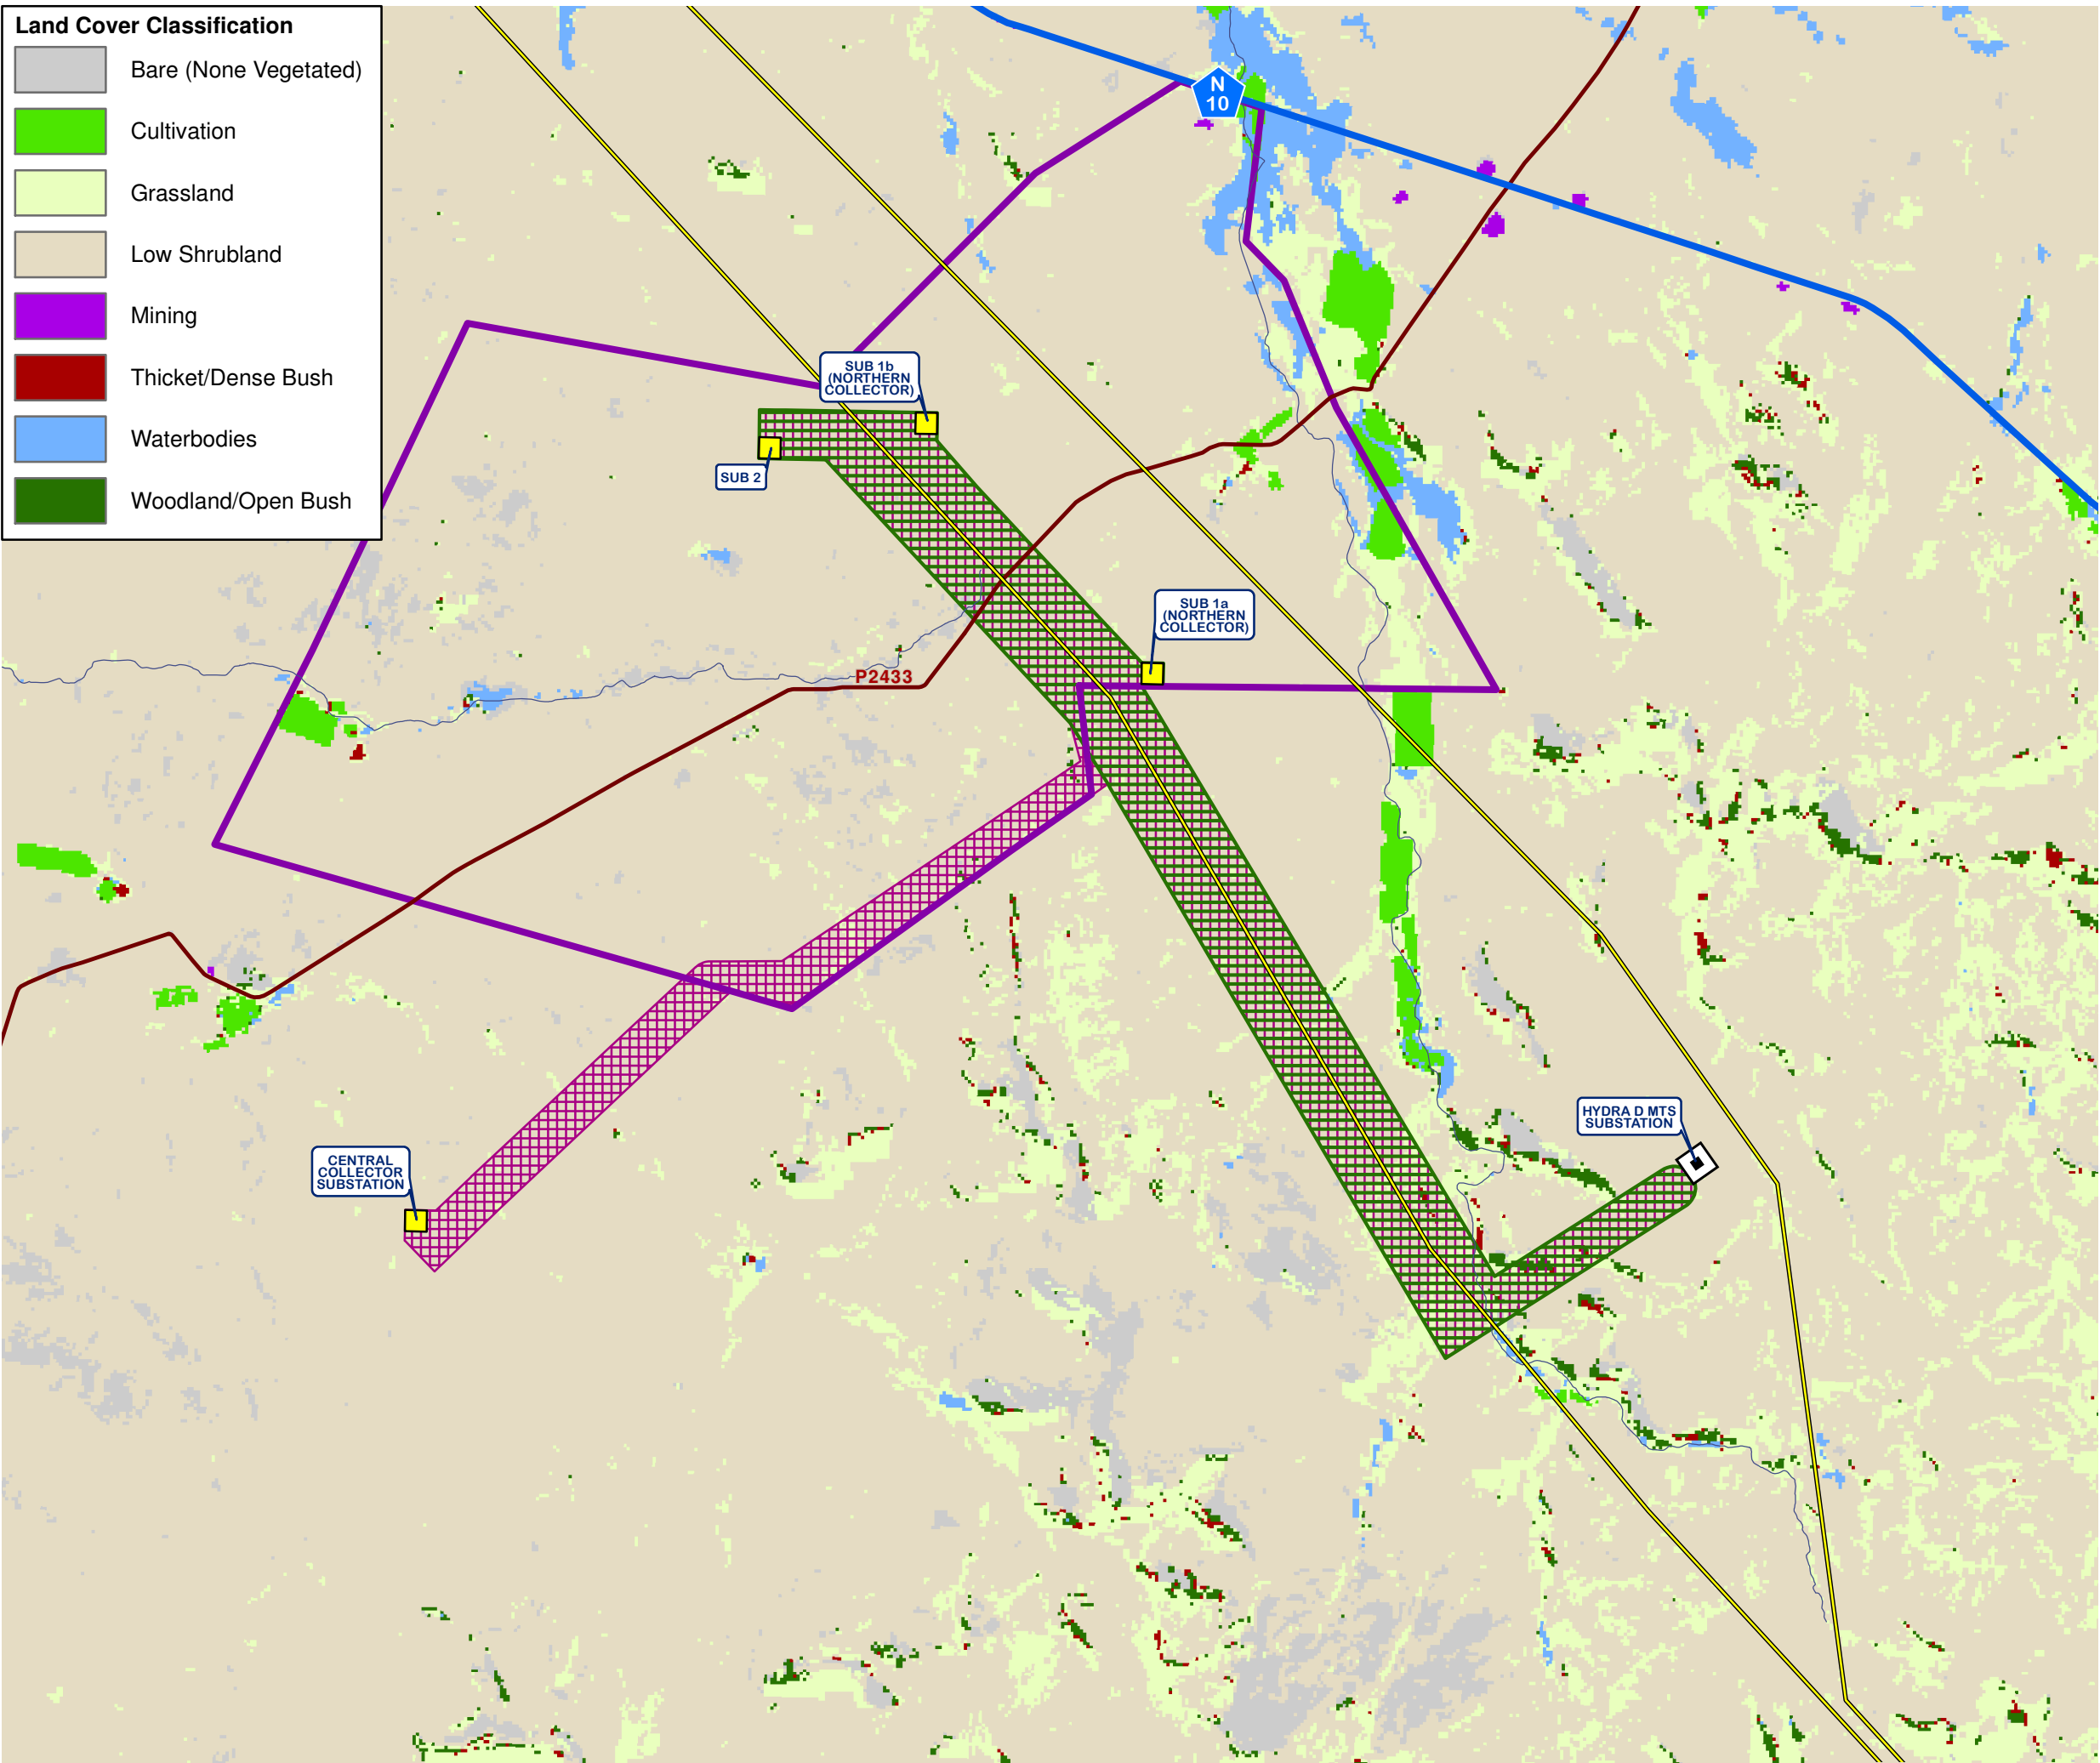 Land Cover Classification
Bare (None Vegetated)
Cultivation
Grassland
Low Shrubland
Mining
Thicket/Dense Bush
Waterbodies
Woodland/Open Bush
N
10
SUB 1b
(NORTHERN
COLLECTOR)
SUB 2
SUB 1a
(NORTHERN
COLLECTOR)
P2433
HYDRA D MTS
SUBSTATION
CENTRAL
COLLECTOR
SUBSTATION